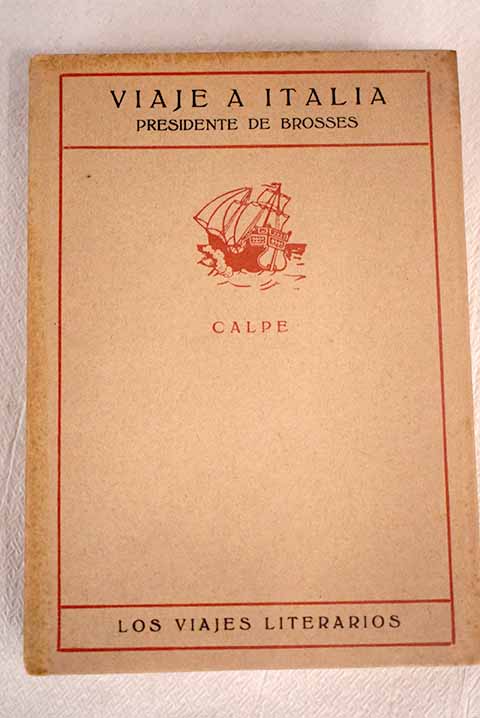 VIAJE A ITALIA
PRESIDENTE DE BROSSES
CALPE
LOS VIAJES LITERARIOS